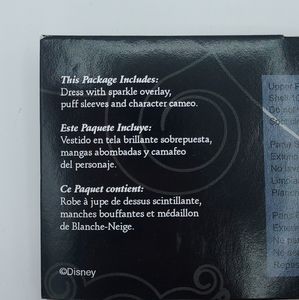 This Package Includes:
Dress with sparkle overlay,
puff sleeves and character cameo.
Este Paquete Incluye:
Vestido en tela brillante sobrepuesta,
mangas abombadas y camafeo
del personaje.
Ce Paquet contient:
Robe à jupe de dessus scintillante,
manches bouffantes et médaillon
de Blanche-Neige.
©Disney
Upper